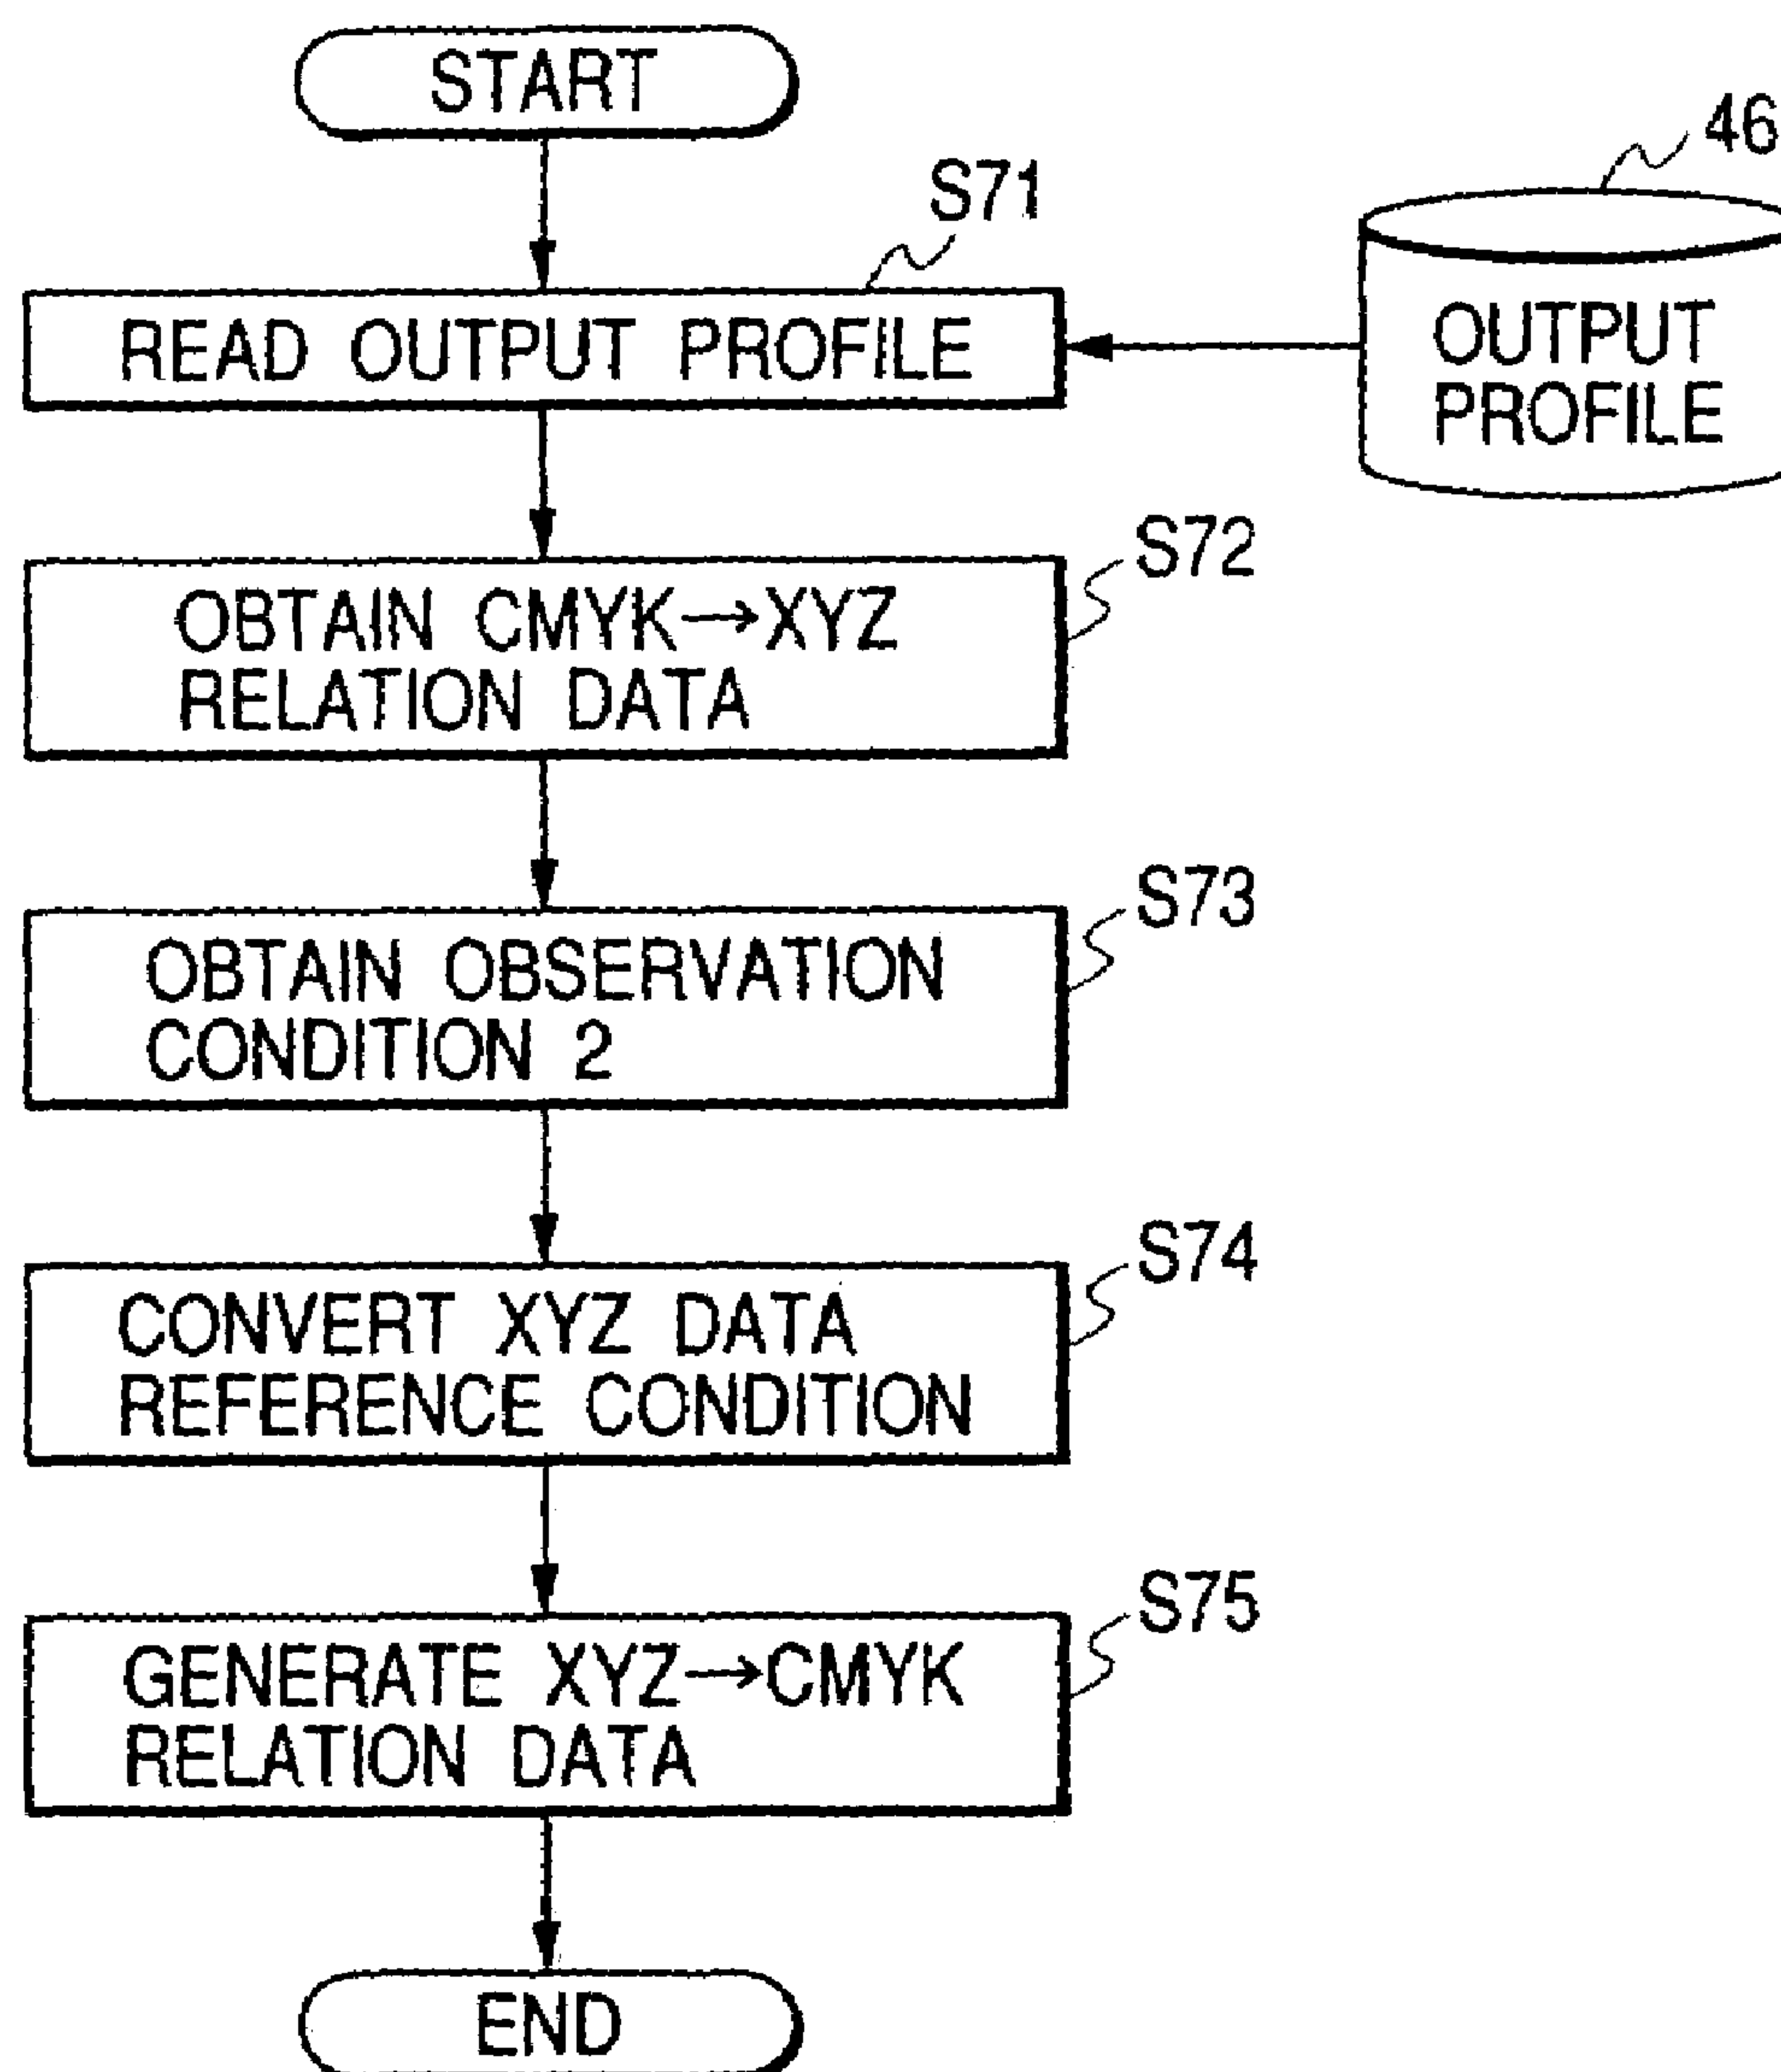 START
46
S71
READ OUTPUT PROFILE
OUTPUT
PROFILE
S72
OBTAIN CMYK→XYZ
RELATION DATA
S73
OBTAIN OBSERVATION
CONDITION 2
S74
CONVERT XYZ DATA
REFERENCE CONDITION
S75
GENERATE XYZ→CMYK
RELATION DATA
END